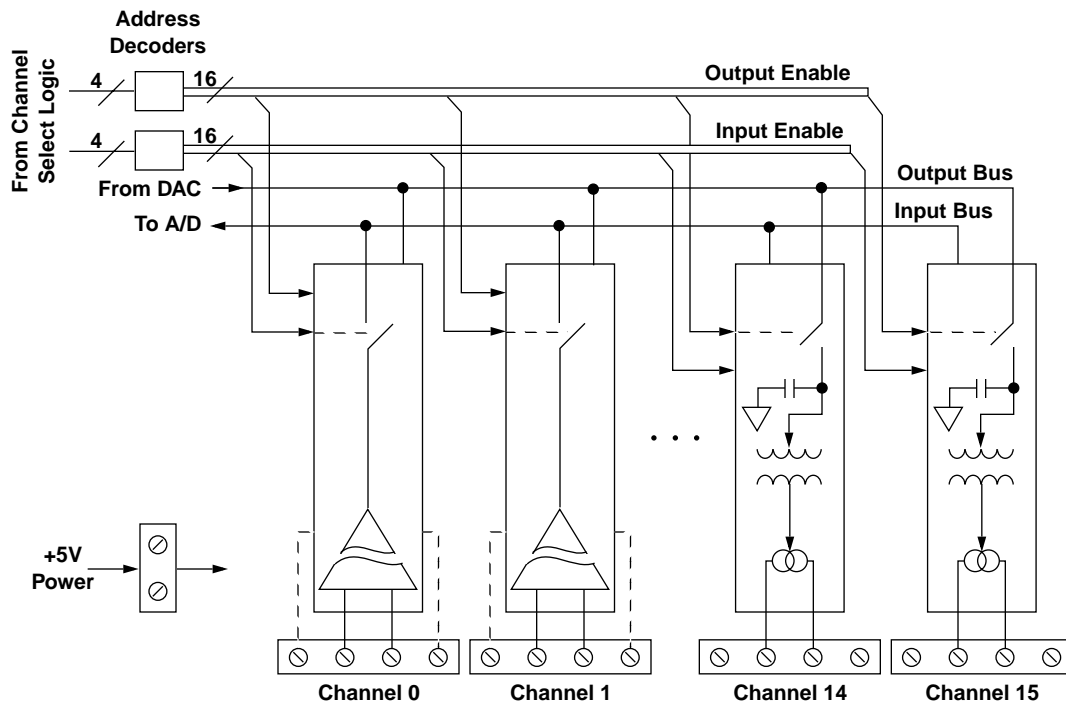 Address
Decoders
From Channel
Select Logic
4
16
Output Enable
4
16
Input Enable
From DAC
Output Bus
To A/D
Input Bus
. . .
+5V
Power
Channel 0
Channel 1
Channel 14
Channel 15